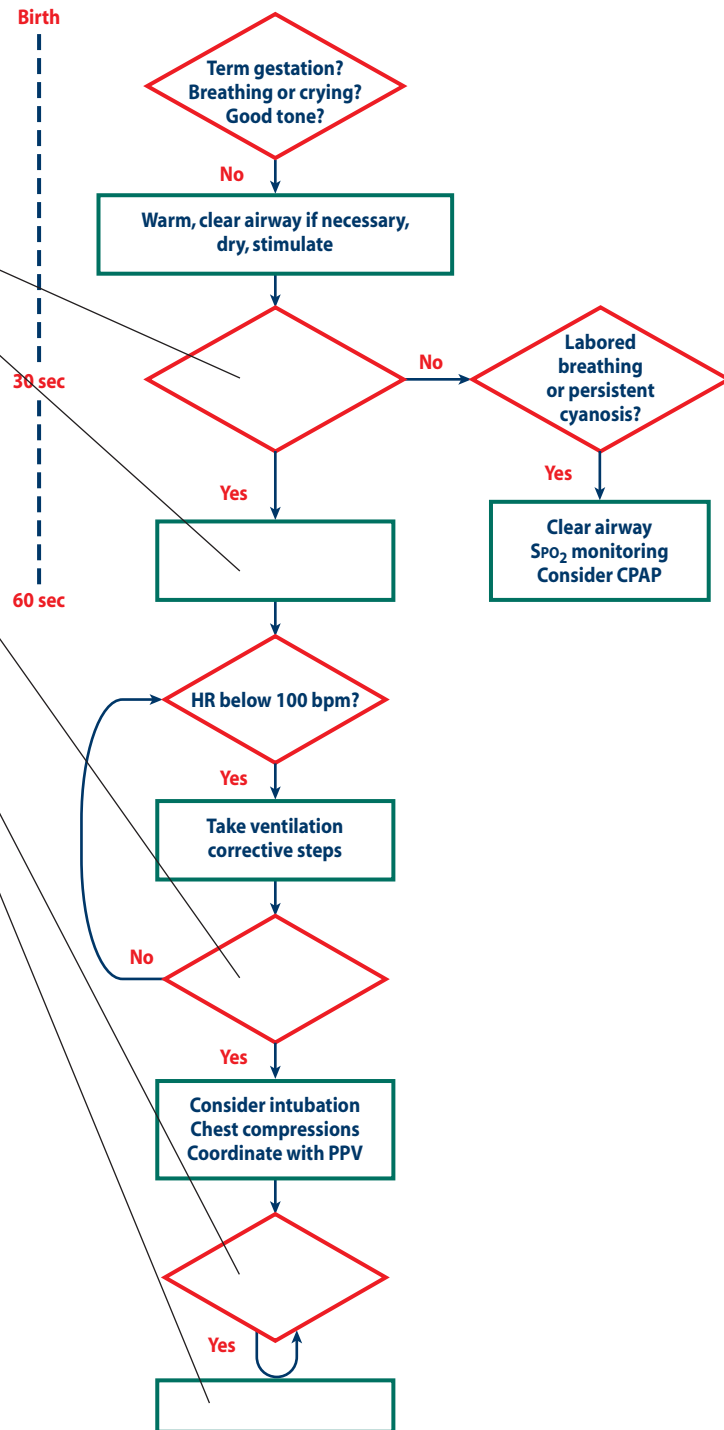 Birth
Term gestation?
Breathing or crying?
Good tone?
No
Warm, clear airway if necessary,
dry, stimulate
30 sec
No
Labored
breathing
or persistent
cyanosis?
Yes
Yes
Clear airway
SPO2 monitoring
Consider CPAP
60 sec
HR below 100 bpm?
Yes
Take ventilation
corrective steps
No
Yes
Consider intubation
Chest compressions
Coordinate with PPV
Yes